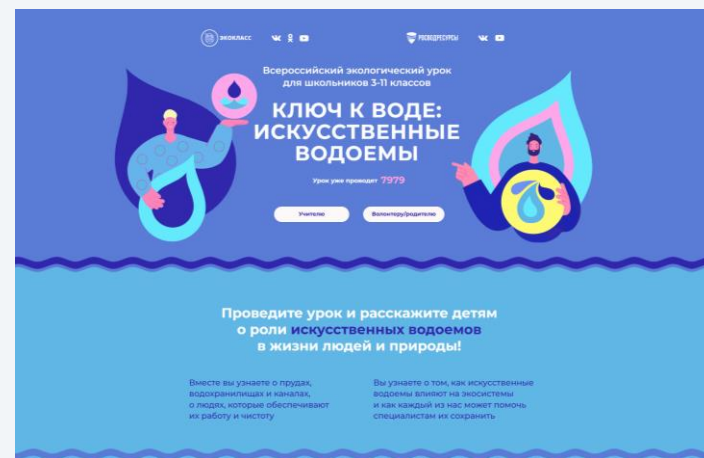 ЭКОКЛАСС
РОСВОДРЕСУРСЫ
Всероссийский экологический урок
для школьников 3-11 классов
КЛЮЧ К ВОДЕ:
ИСКУССТВЕННЫЕ
ВОДОЕМЫ
Урок уже проводят 7979
Учителю
Волонтеру/родителю
Проведите урок и расскажите детям
о роли искусственных водоемов
в жизни людей и природы!
Вместе вы узнаете о прудах,
водохранилищах и каналах,
о людях, которые обеспечивают
их работу и чистоту
Вы узнаете о том, как искусственные
водоемы влияют на экосистемы
и как каждый из нас может помочь
специалистам их сохранить